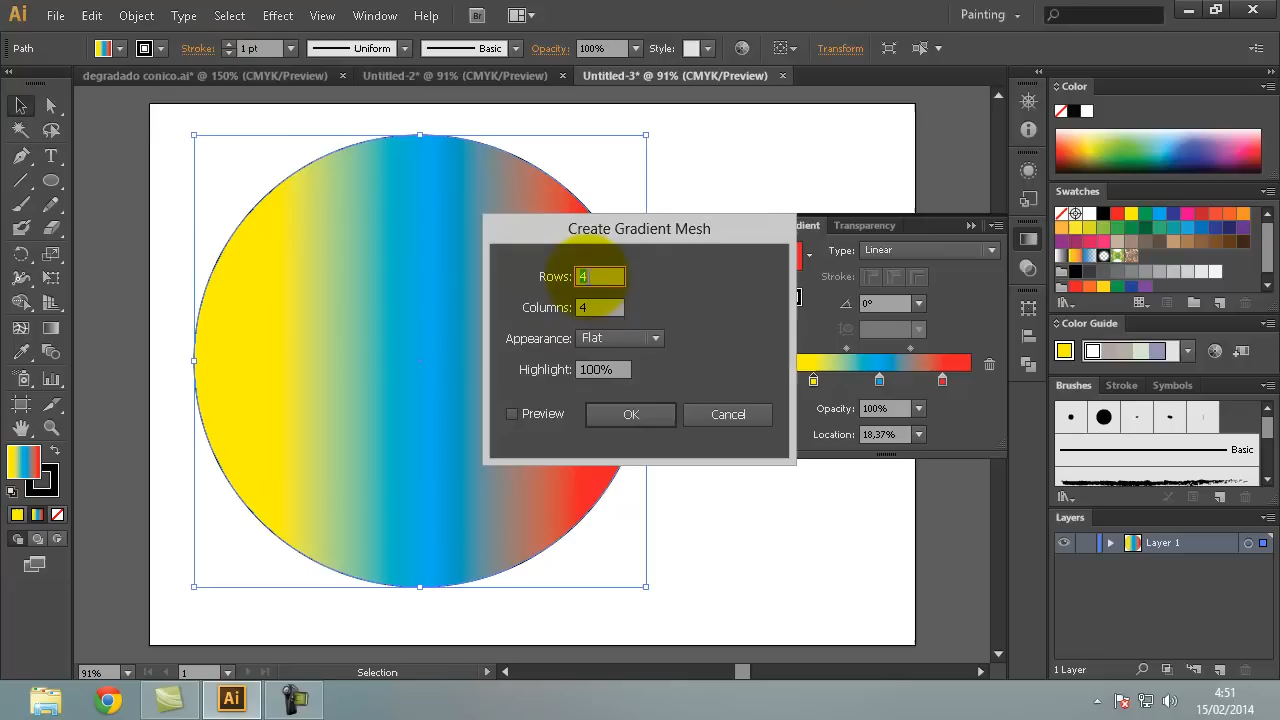 Ai File Edit Object Type Select Effect View Window Help Br Painting
Path Stroke: 1 pt Uniform Basic Opacity: 100% Style: Transform
degradado conico.ai* @ 150% (CMYK/Preview) Untitled-2* @ 91% (CMYK/Preview) Untitled-3* @ 91% (CMYK/Preview)
Color
Swatches
Create Gradient Mesh
dient Transparency
Type: Linear
Rows: 4
Stroke:
Columns: 4
0°
Color Guide
Appearance: Flat
Highlight: 100%
Brushes Stroke Symbols
Preview OK Cancel
Opacity: 100%
Location: 18,37%
Basic
Layers
Layer 1
91% 1 Selection
1 Layer
Ai
4:51
15/02/2014